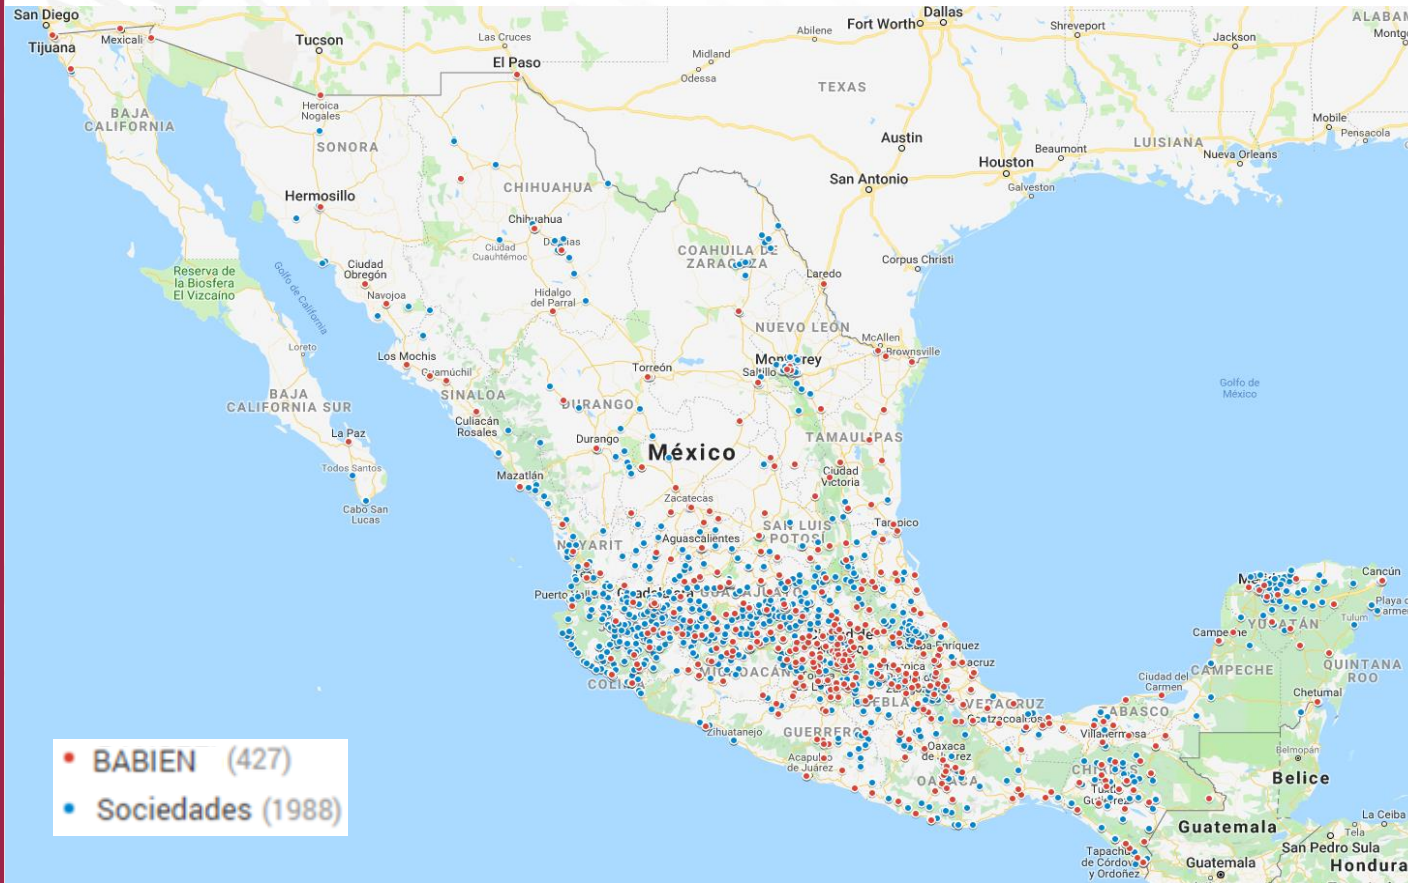 San Diego
Tijuana
Mexicali
Tucson
Las Cruces
El Paso
Midland
Odessa
Abilene
Fort Worth
Dallas
Shreveport
Jackson
TEXAS
BAJA
CALIFORNIA
Heroica
Nogales
SONORA
Austin
Houston
Beaumont
LUISIANA
Nueva Orleans
Mobile
Pensacola
San Antonio
Galveston
Hermosillo
CHIHUAHUA
Chihuahua
Ciudad
Cuauhtémoc
COAHUILA DE
ZARAGOZA
Corpus Christi
Laredo
Reserva de
la Biosfera
El Vizcaíno
Golfo de California
Ciudad
Obregón
Navojoa
Hidalgo
del Parral
NUEVO LEÓN
McAllen
Brownsville
Loreto
Los Mochis
Guamúchil
Torreón
Saltillo
Monterrey
Golfo de
México
BAJA
CALIFORNIA SUR
SINALOA
Culiacán
Rosales
DURANGO
Durango
La Paz
TAMAULIPAS
México
Todos Santos
Mazatlán
Ciudad
Victoria
Cabo San
Lucas
Zacatecas
NAYARIT
Aguascalientes
SAN LUIS
POTOSÍ
Tampico
Cancún
Tulum
YUCATÁN
Campeche
CAMPECHE
QUINTANA
ROO
Chetumal
Ciudad del
Carmen
TABASCO
Villahermosa
VERACRUZ
Zihuatanejo
GUERRERO
Acapulco
de Juárez
Oaxaca
de Juárez
OAXACA
Belmopán
Belice
Guatemala
Guatemala
La Ceiba
Tela
San Pedro Sula
BABIEN (427)
Sociedades (1988)